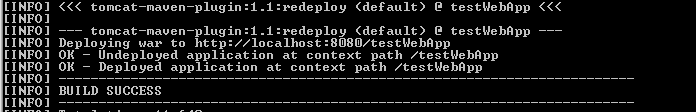 [INFO] <<< tomcat-maven-plugin:1.1:redeploy (default) @ testWebApp <<<
[INFO]
[INFO] --- tomcat-maven-plugin:1.1:redeploy (default) @ testWebApp ---
[INFO] Deploying war to http://localhost:8080/testWebApp
[INFO] OK - Undeployed application at context path /testWebApp
[INFO] OK - Deployed application at context path /testWebApp
[INFO] ------------------------------------------------------------------------
[INFO] BUILD SUCCESS
[INFO] ------------------------------------------------------------------------